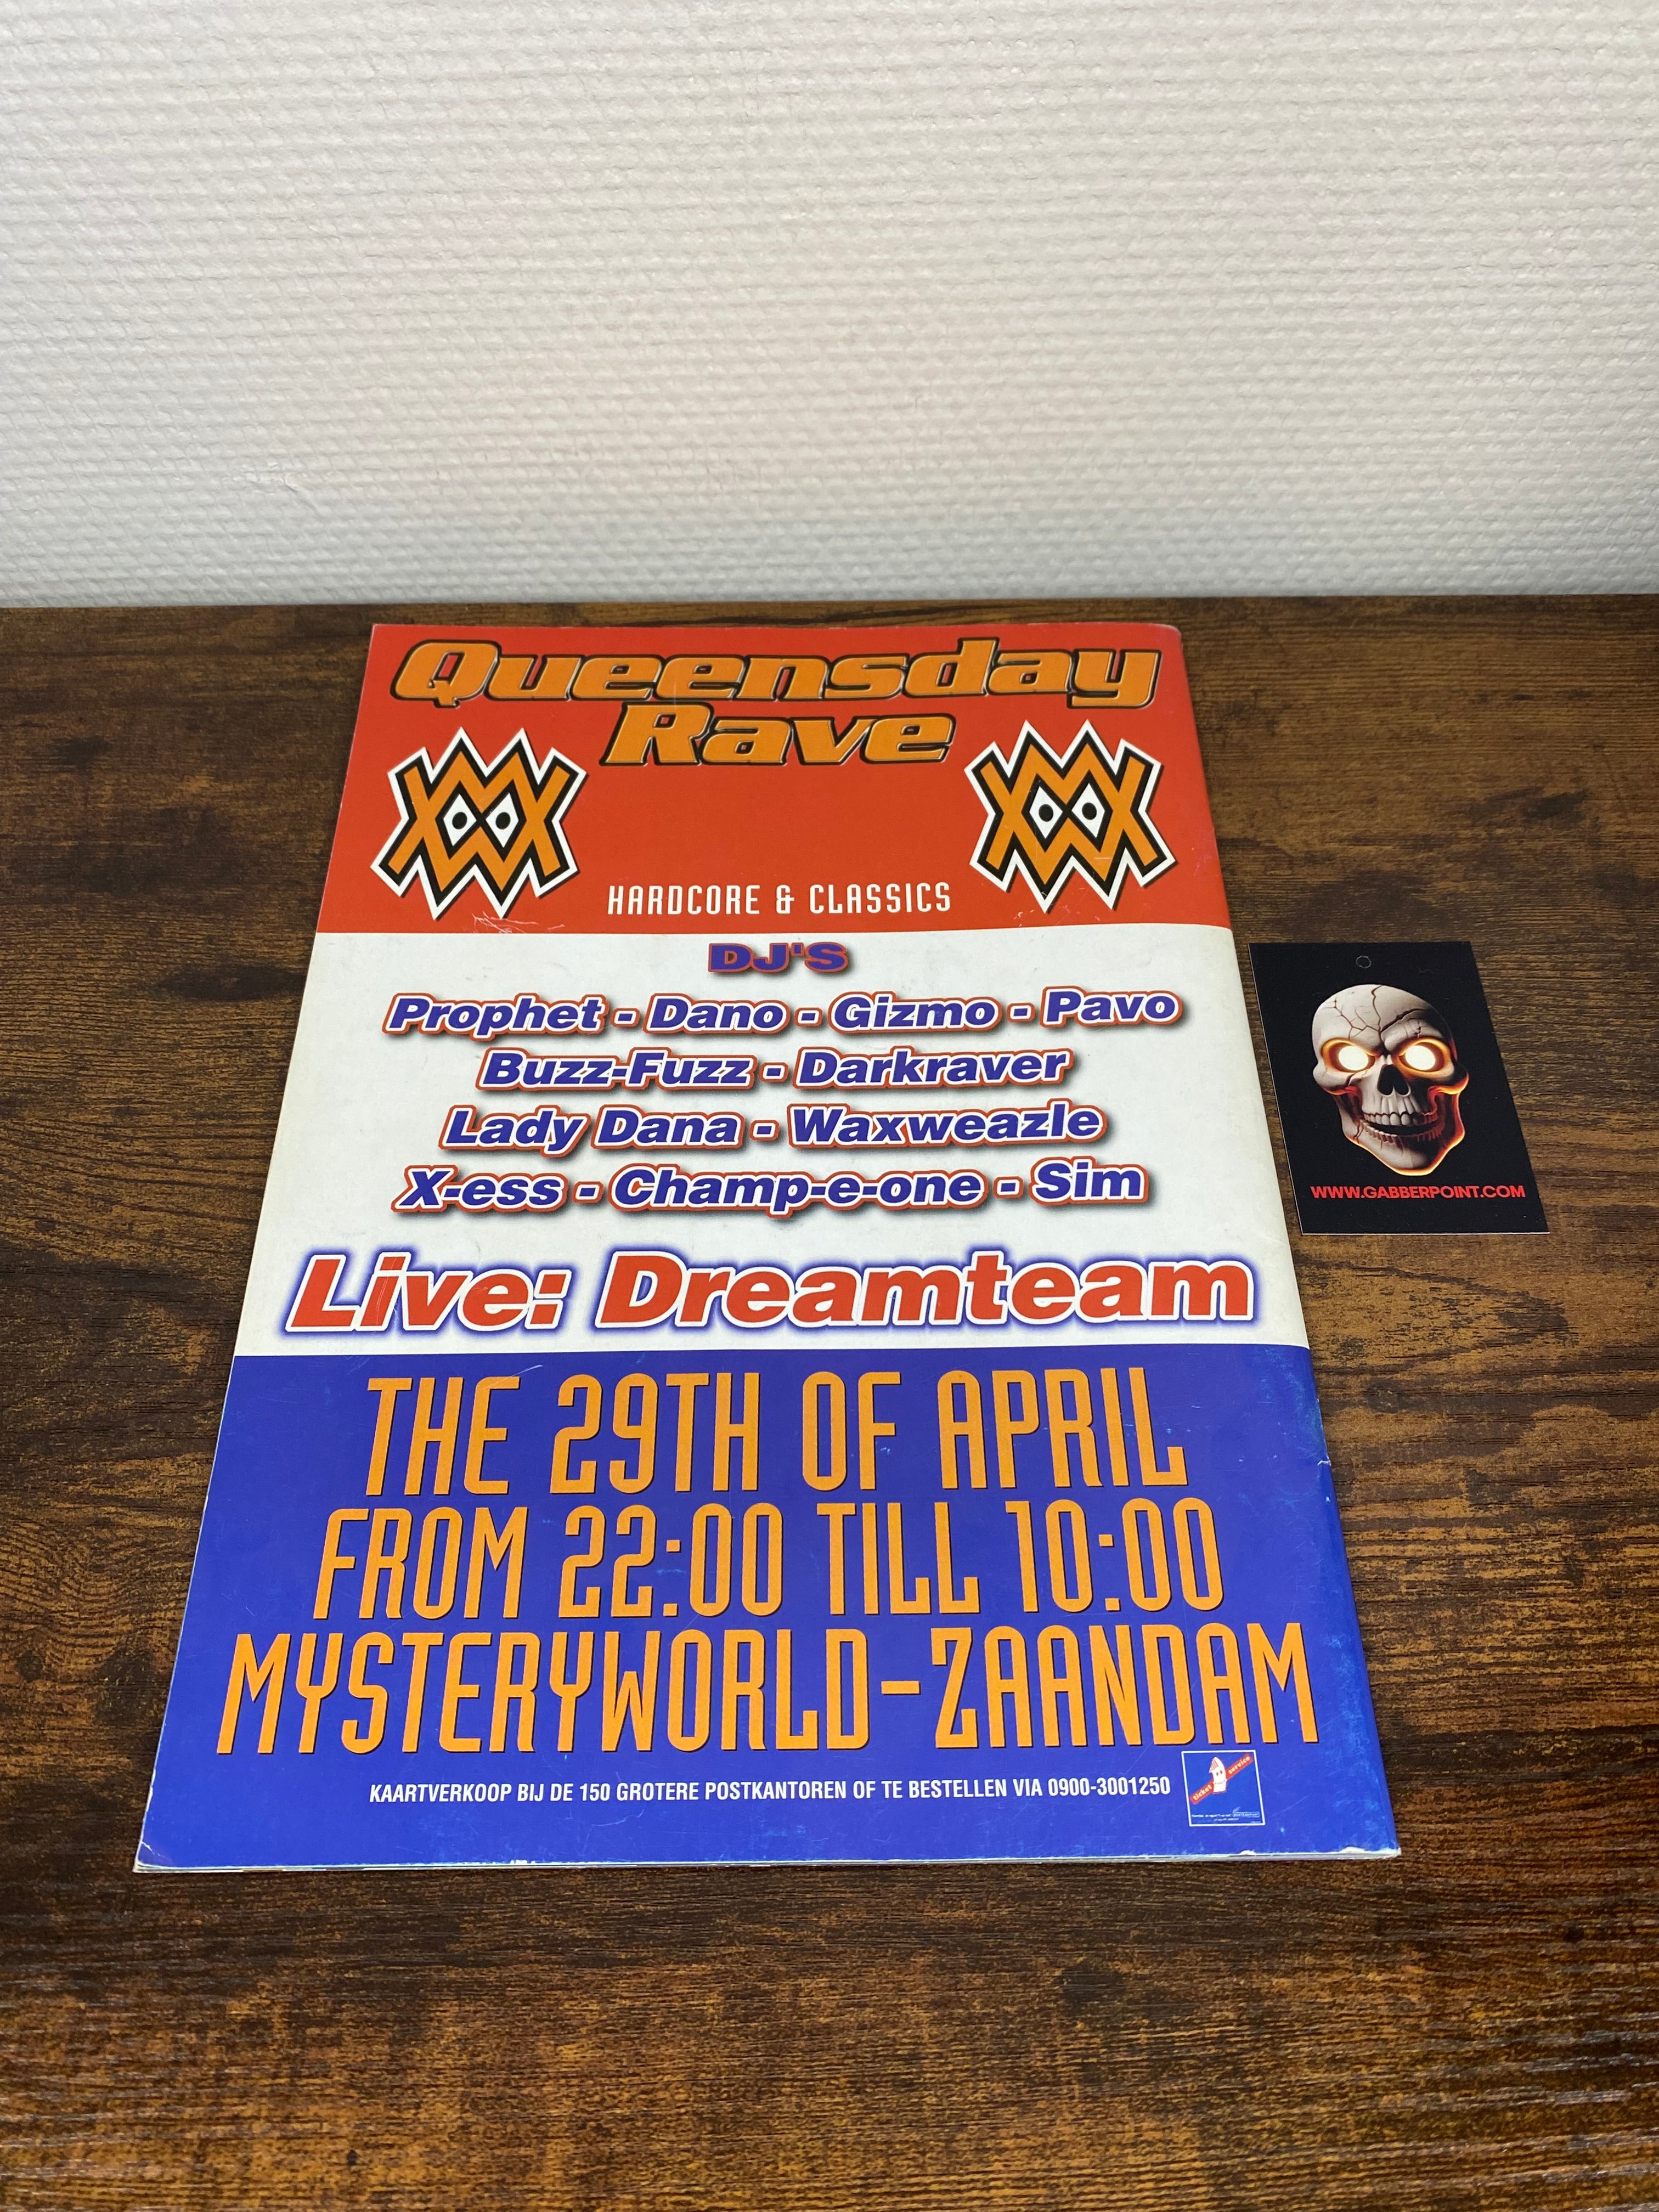 Queensday
Rave
HARDCORE & CLASSICS
DJ'S
Prophet - Dano - Gizmo - Pavo
Buzz-Fuzz - Darkraver
Lady Dana - Waxweazle
X-ess - Champ-e-one - Sim
Live: Dreamteam
THE 29TH OF APRIL
FROM 22:00 TILL 10:00
MYSTERYWORLD-ZAANDAM
KAARTVERKOOP BIJ DE 150 GROTERE POSTKANTOREN OF TE BESTELLEN VIA 0900-3001250
ticket service
WWW.GABBERPOINT.COM